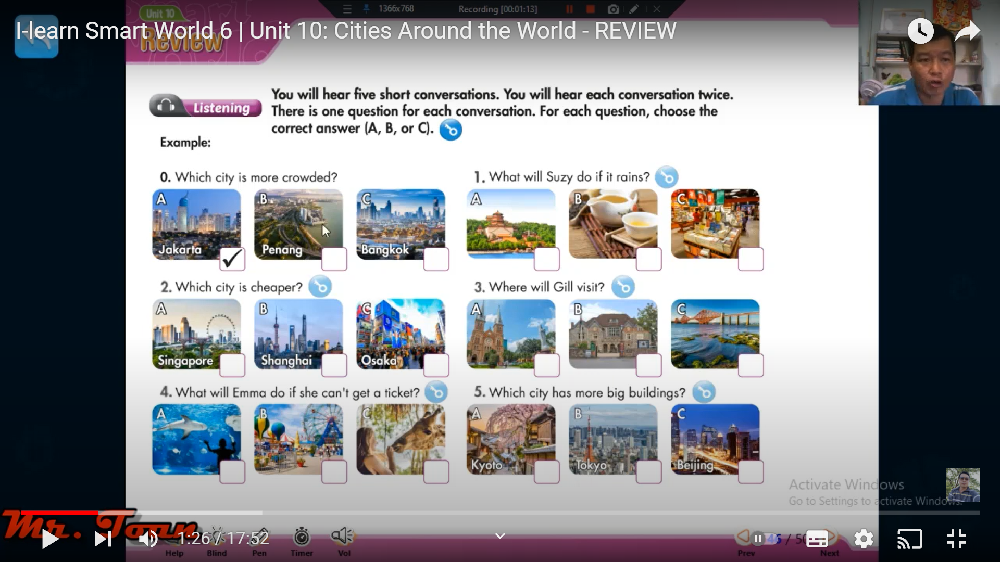 Unit 10
1366x768
Recording [00:01:13]
I-learn Smart World 6 | Unit 10: Cities Around the World - REVIEW
Review
Listening
You will hear five short conversations. You will hear each conversation twice.
There is one question for each conversation. For each question, choose the
correct answer (A, B, or C).
Example:
0. Which city is more crowded?
A
Jakarta
B
Penang
C
Bangkok
1. What will Suzy do if it rains?
A
B
C
2. Which city is cheaper?
A
Singapore
B
Shanghai
C
Osaka
3. Where will Gill visit?
A
B
C
4. What will Emma do if she can't get a ticket?
A
B
C
5. Which city has more big buildings?
A
Kyoto
B
Tokyo
C
Beijing
Activate Windows
Go to Settings to activate Windows.
Mr. Toan
1:26 / 17:52
Help
Blind
Pen
Timer
Vol
Prev
Next